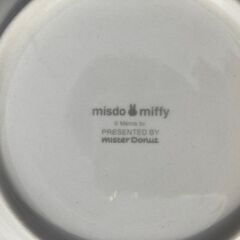 misdo miffy
© Mercis bv
PRESENTED BY
mister Donut